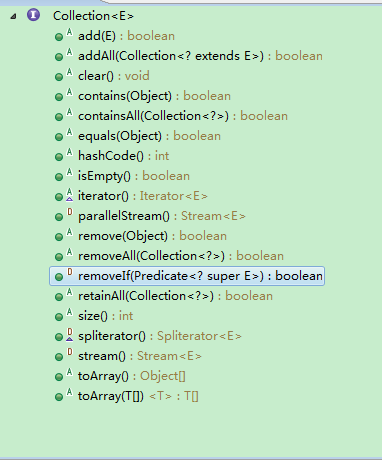 Collection<E>
add(E) : boolean
addAll(Collection<? extends E>) : boolean
clear() : void
contains(Object) : boolean
containsAll(Collection<?>) : boolean
equals(Object) : boolean
hashCode() : int
isEmpty() : boolean
iterator() : Iterator<E>
parallelStream() : Stream<E>
remove(Object) : boolean
removeAll(Collection<?>) : boolean
removeIf(Predicate<? super E>) : boolean
retainAll(Collection<?>) : boolean
size() : int
spliterator() : Spliterator<E>
stream() : Stream<E>
toArray() : Object[]
toArray(T[]) <T> : T[]